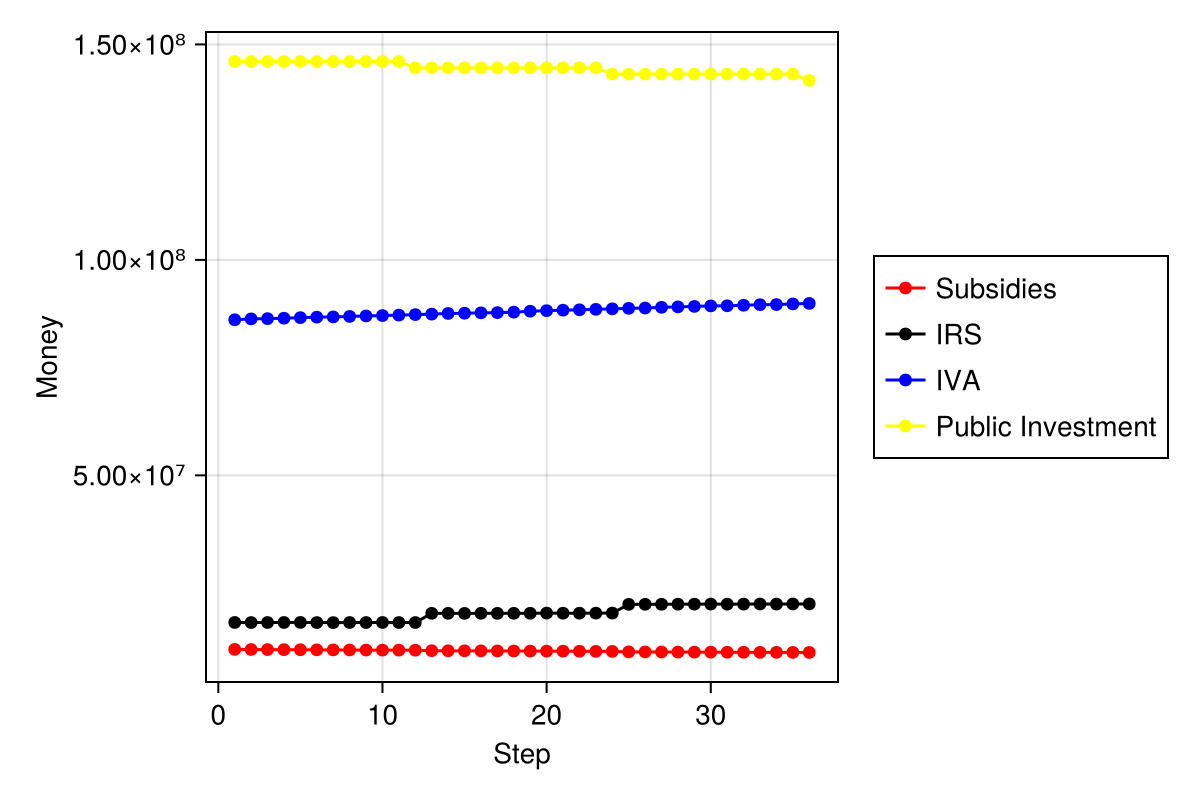 1.50×10⁸
1.00×10⁸
5.00×10⁷
Money
0 10 20 30
Step
Subsidies
IRS
IVA
Public Investment